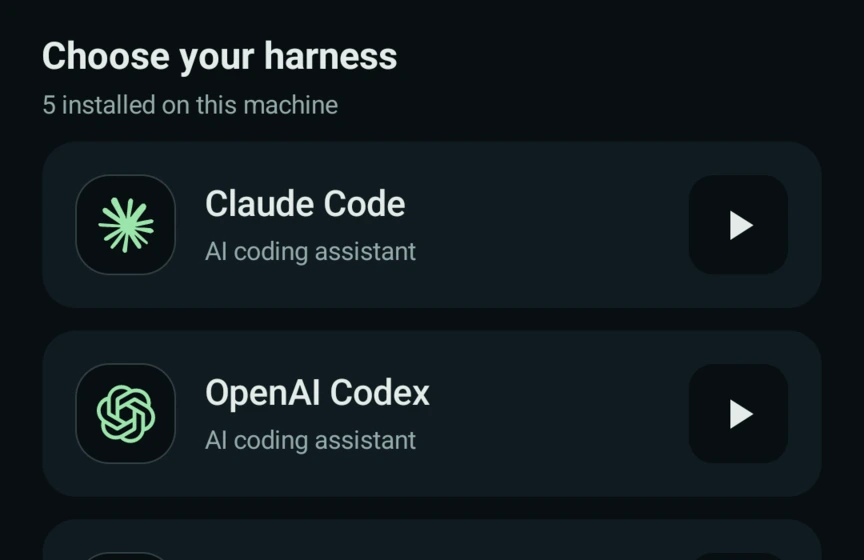 Choose your harness
5 installed on this machine
Claude Code
AI coding assistant
OpenAI Codex
AI coding assistant